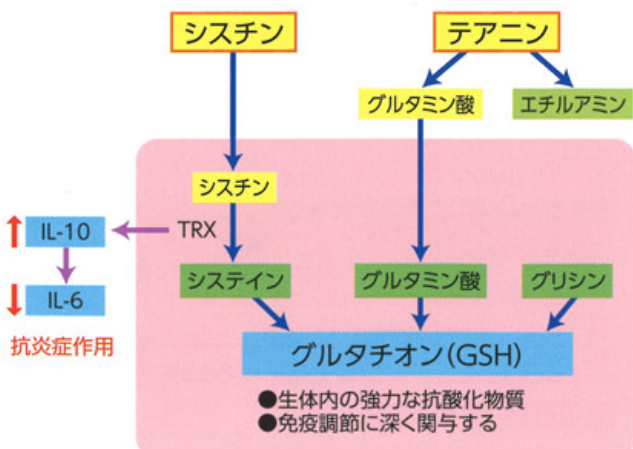 シスチン
テアニン
グルタミン酸
エチルアミン
シスチン
IL-10
TRX
IL-6
システイン
グルタミン酸
グリシン
抗炎症作用
グルタチオン(GSH)
●生体内の強力な抗酸化物質
●免疫調節に深く関与する